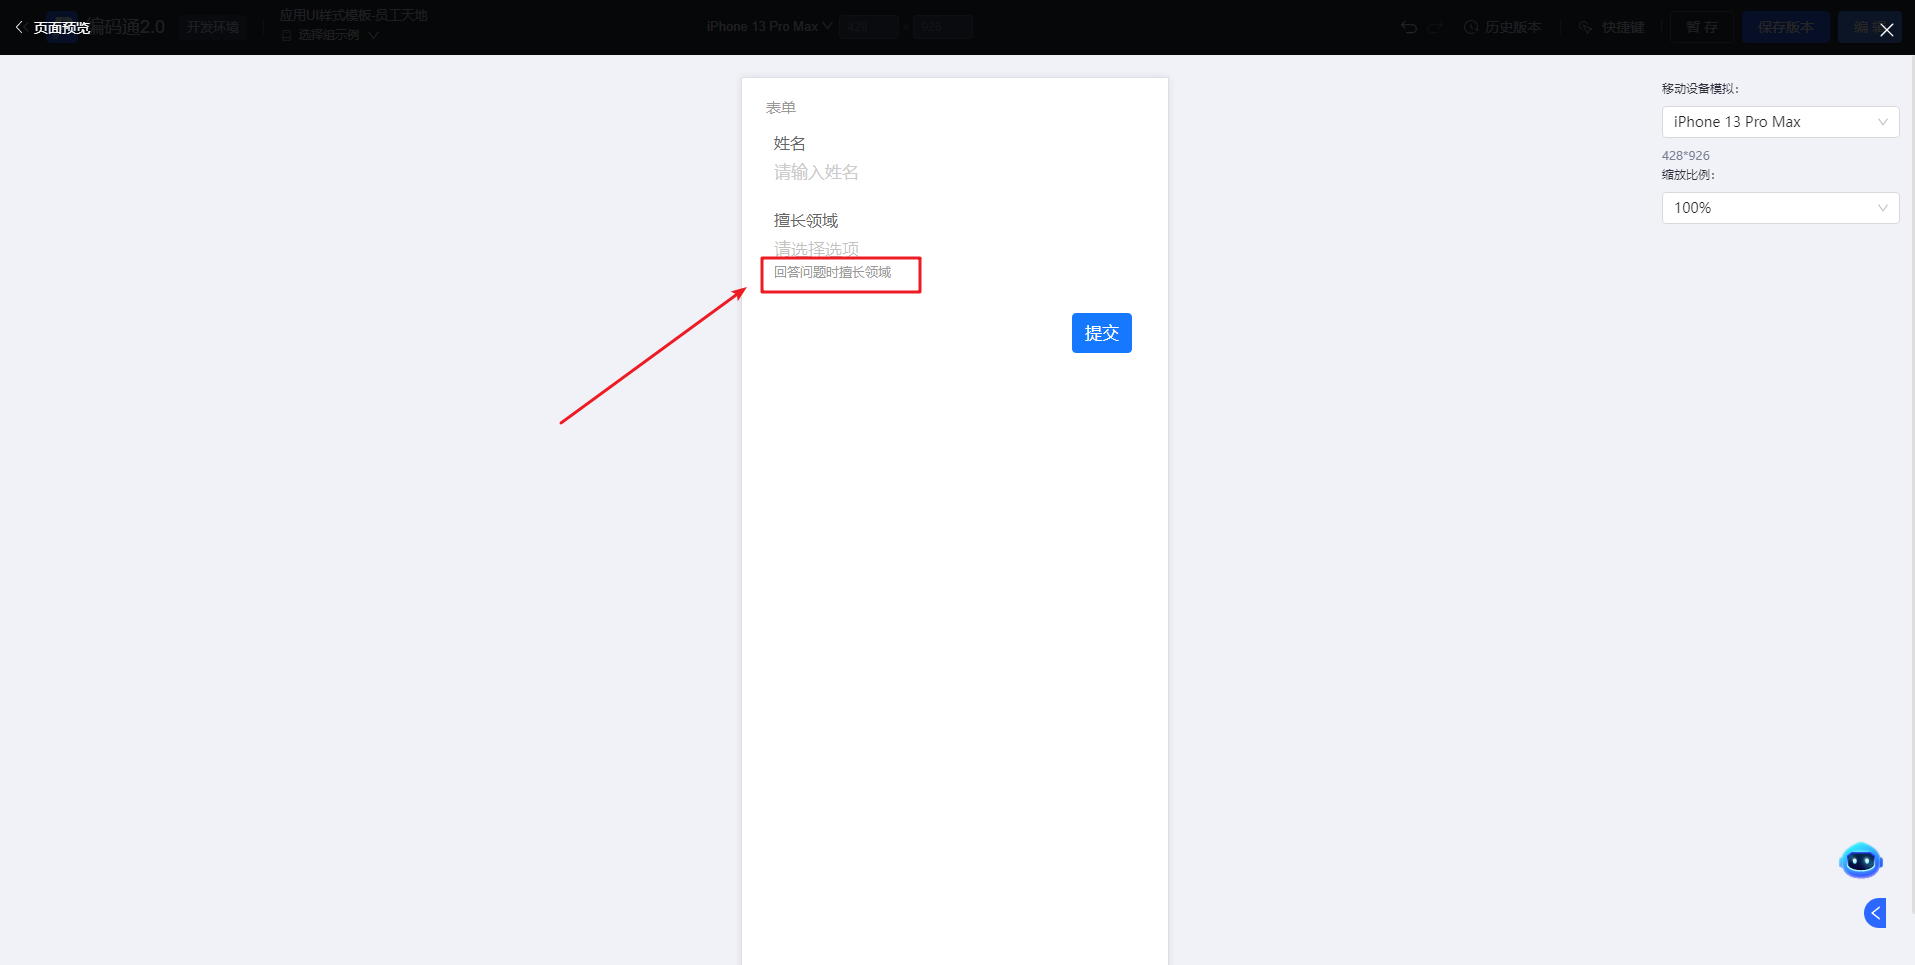 页面预览
编码通2.0
开发环境
应用UI样式模板-员工天地
选择组示例
iPhone 13 Pro Max
428
926
历史版本
快捷键
暂存
保存版本
编
表单
姓名
请输入姓名
擅长领域
请选择选项
回答问题时擅长领域
提交
移动设备模拟:
iPhone 13 Pro Max
428*926
缩放比例:
100%